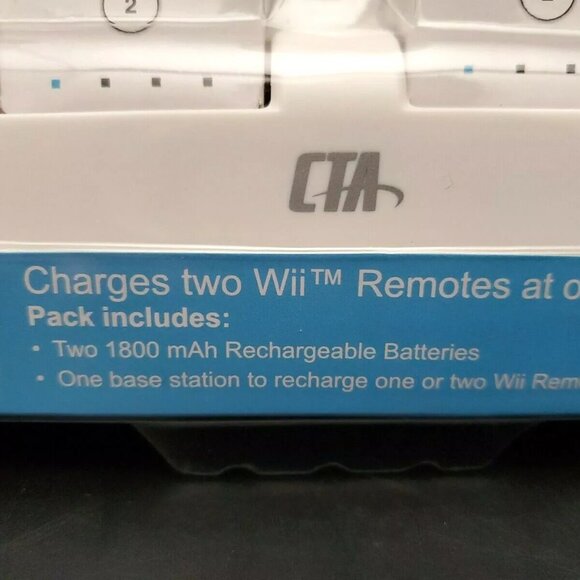 2
CTA
Charges two Wii™ Remotes at
Pack includes:
• Two 1800 mAh Rechargeable Batteries
• One base station to recharge one or two Wii